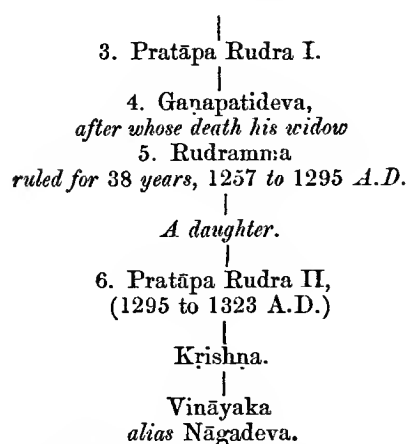 3. Pratāpa Rudra I.
4. Gaṇapatideva,
after whose death his widow
5. Rudramma
ruled for 38 years, 1257 to 1295 A.D.
A daughter.
6. Pratāpa Rudra II,
(1295 to 1323 A.D.)
Kṛishṇa.
Vināyaka
alias Nāgadeva.